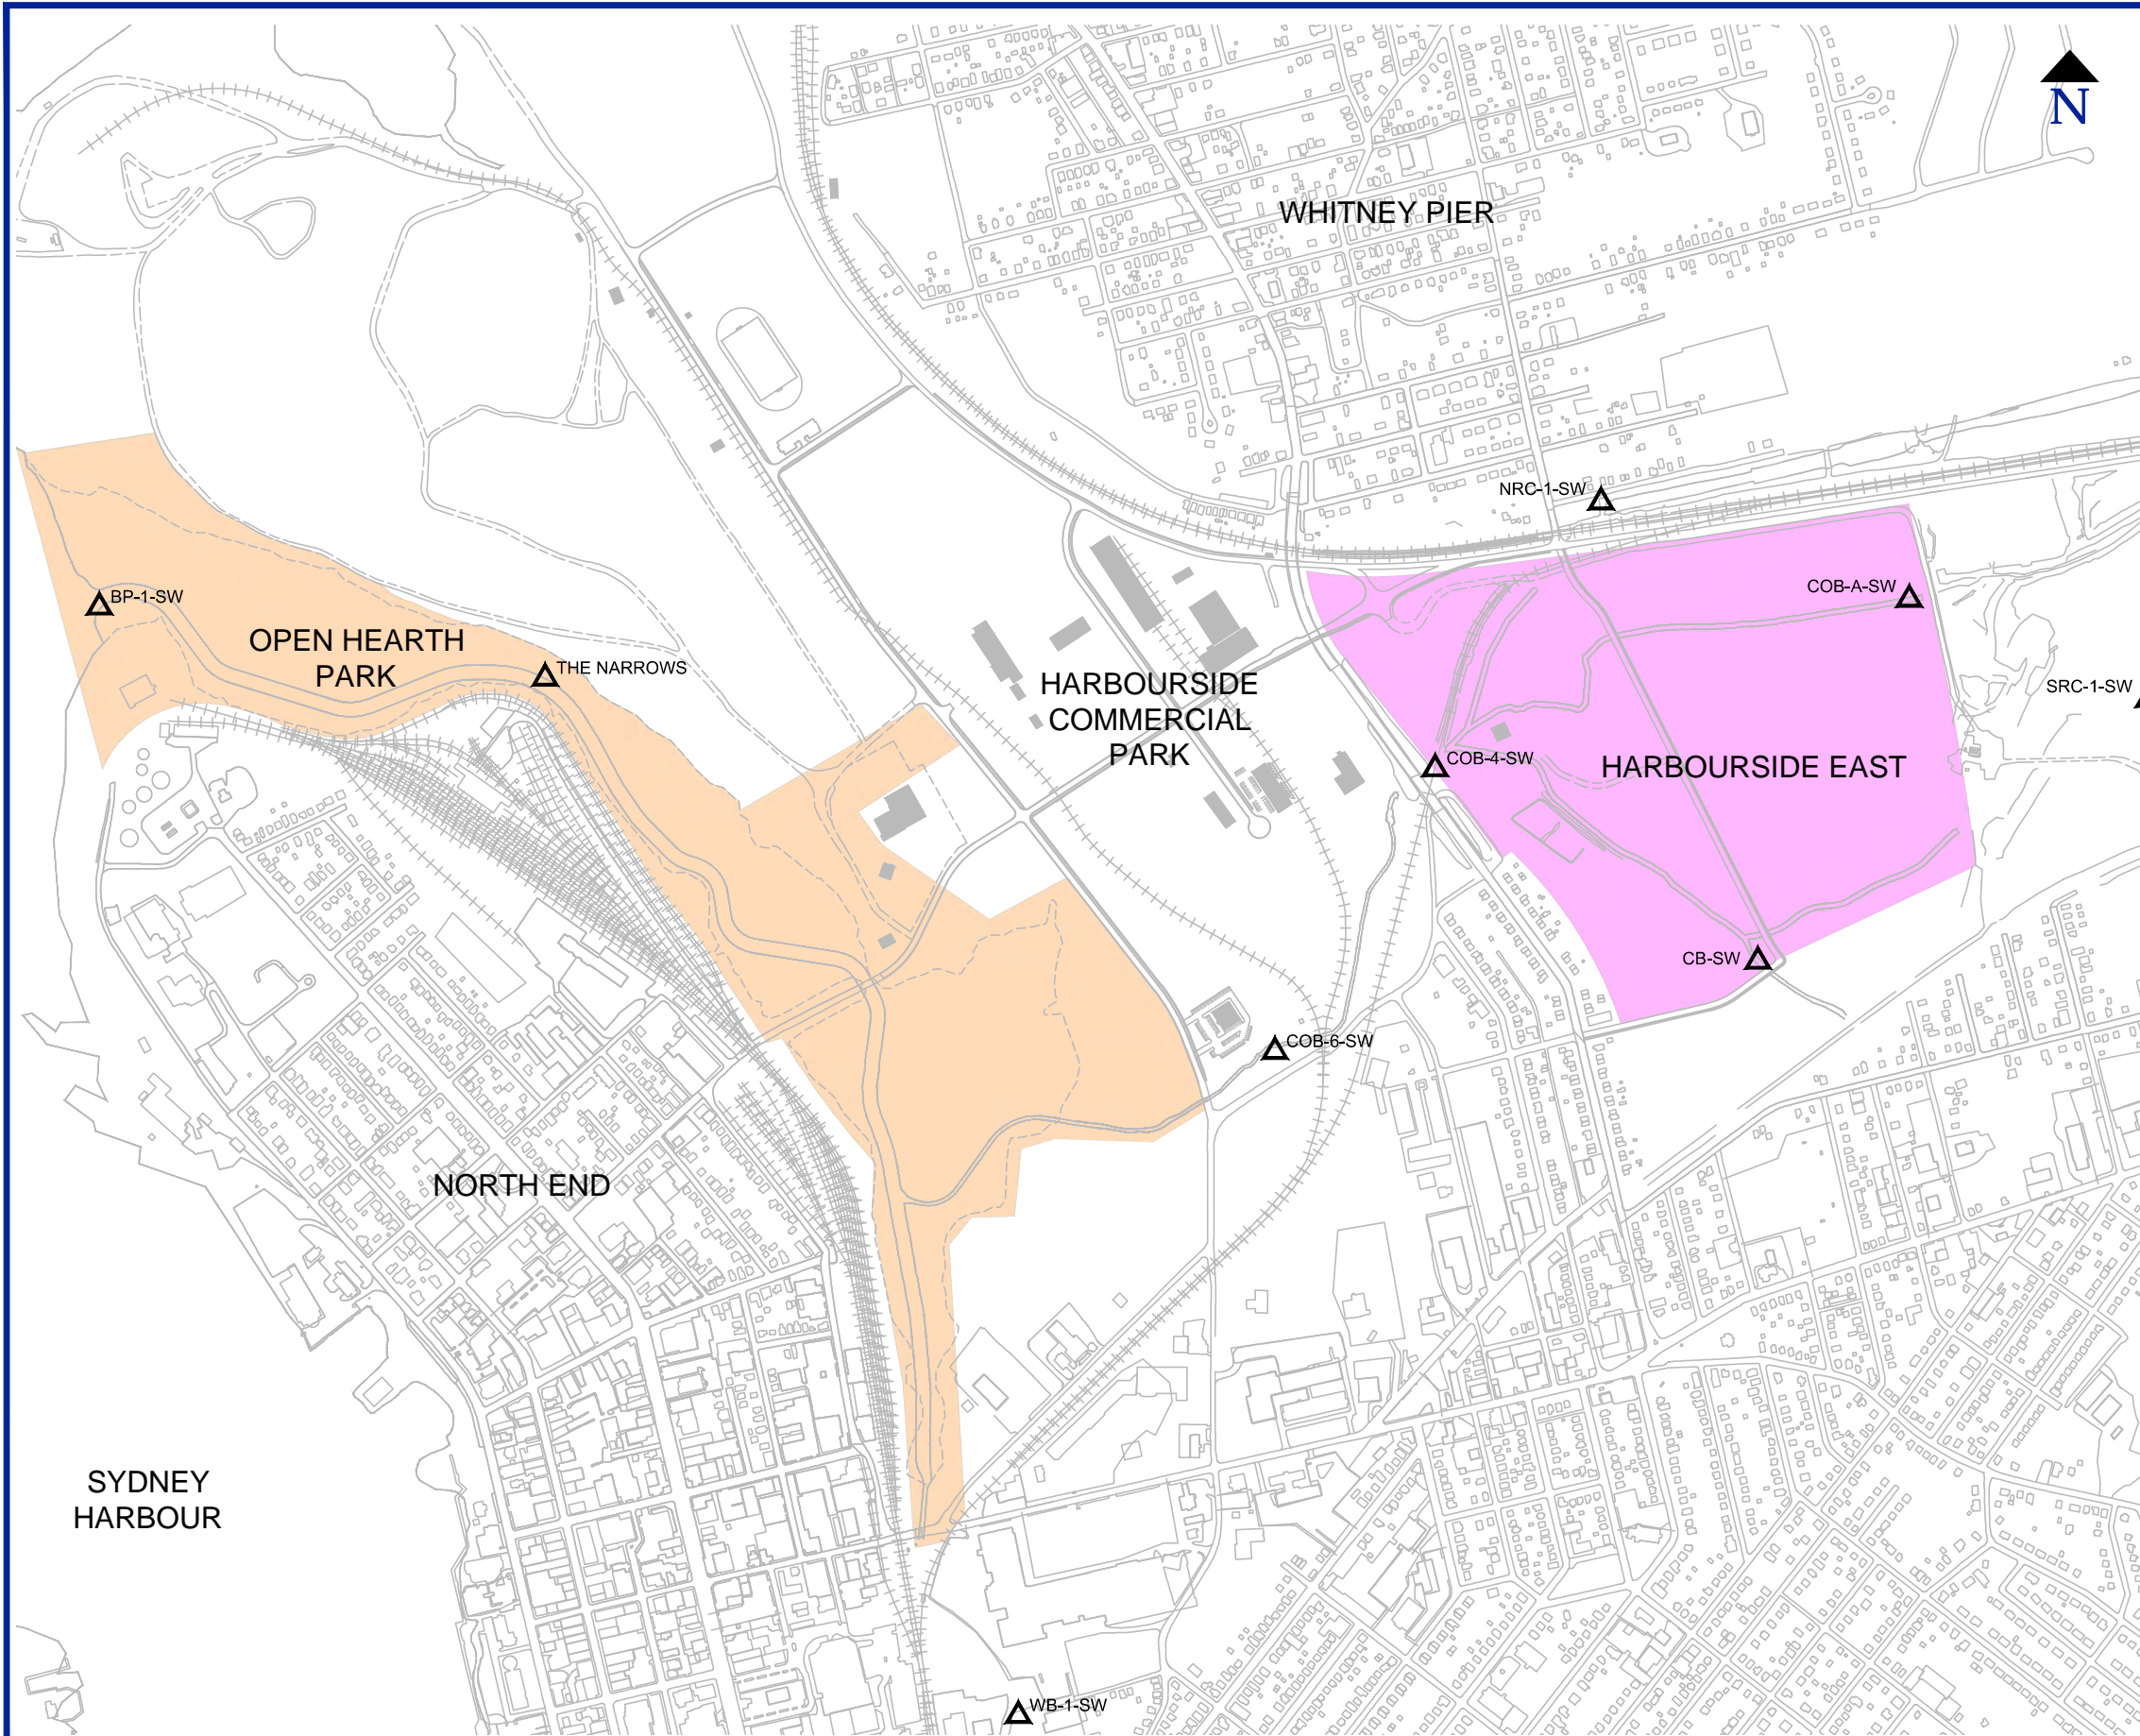 N
WHITNEY PIER
NRC-1-SW
COB-A-SW
BP-1-SW
OPEN HEARTH
PARK
THE NARROWS
HARBOURSIDE
COMMERCIAL
PARK
SRC-1-SW
COB-4-SW
HARBOURSIDE EAST
CB-SW
COB-6-SW
NORTH END
SYDNEY
HARBOUR
WB-1-SW